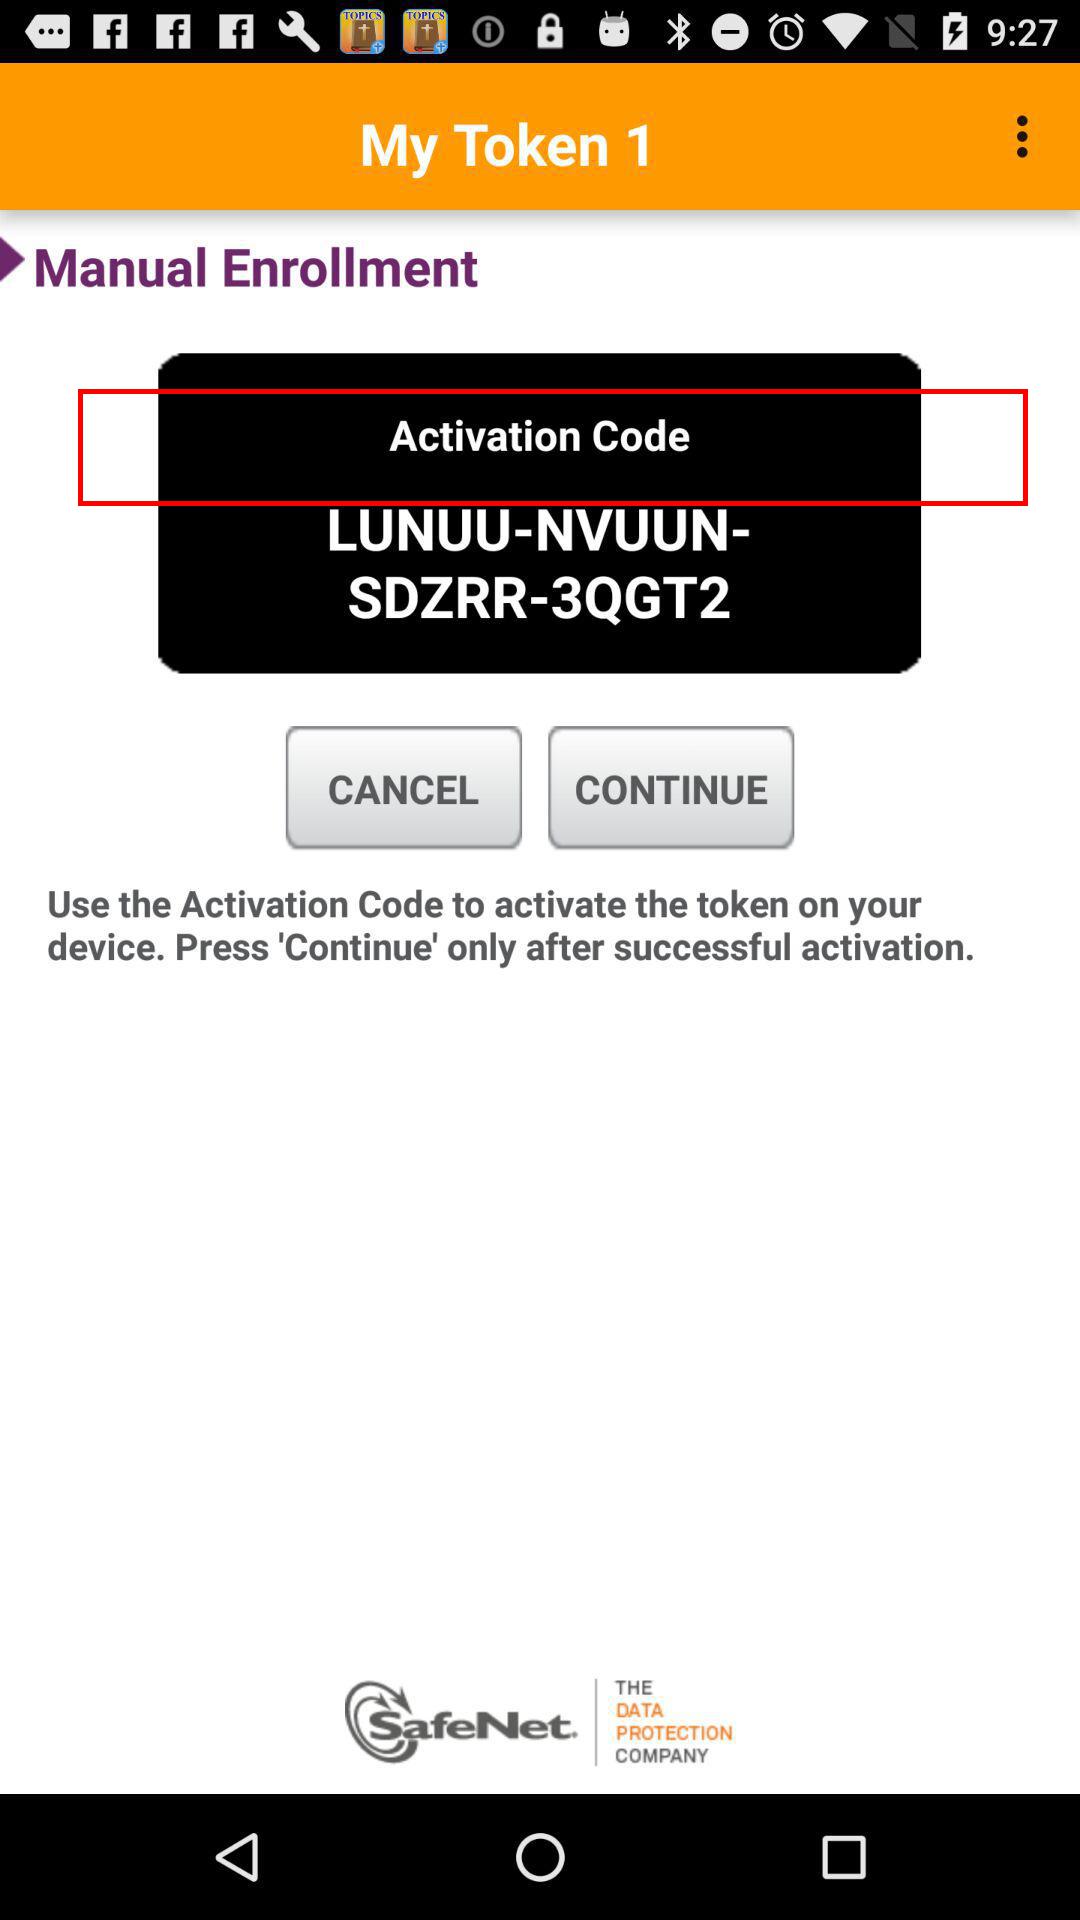 9:27
My Token 1
Manual Enrollment
Activation Code
LUNUU-NVUUN-
SDZRR-3QGT2
CANCEL CONTINUE
Use the Activation Code to activate the token on your
device. Press 'Continue' only after successful activation.
SafeNet.
THE
DATA
PROTECTION
COMPANY
TOPICS
TOPICS